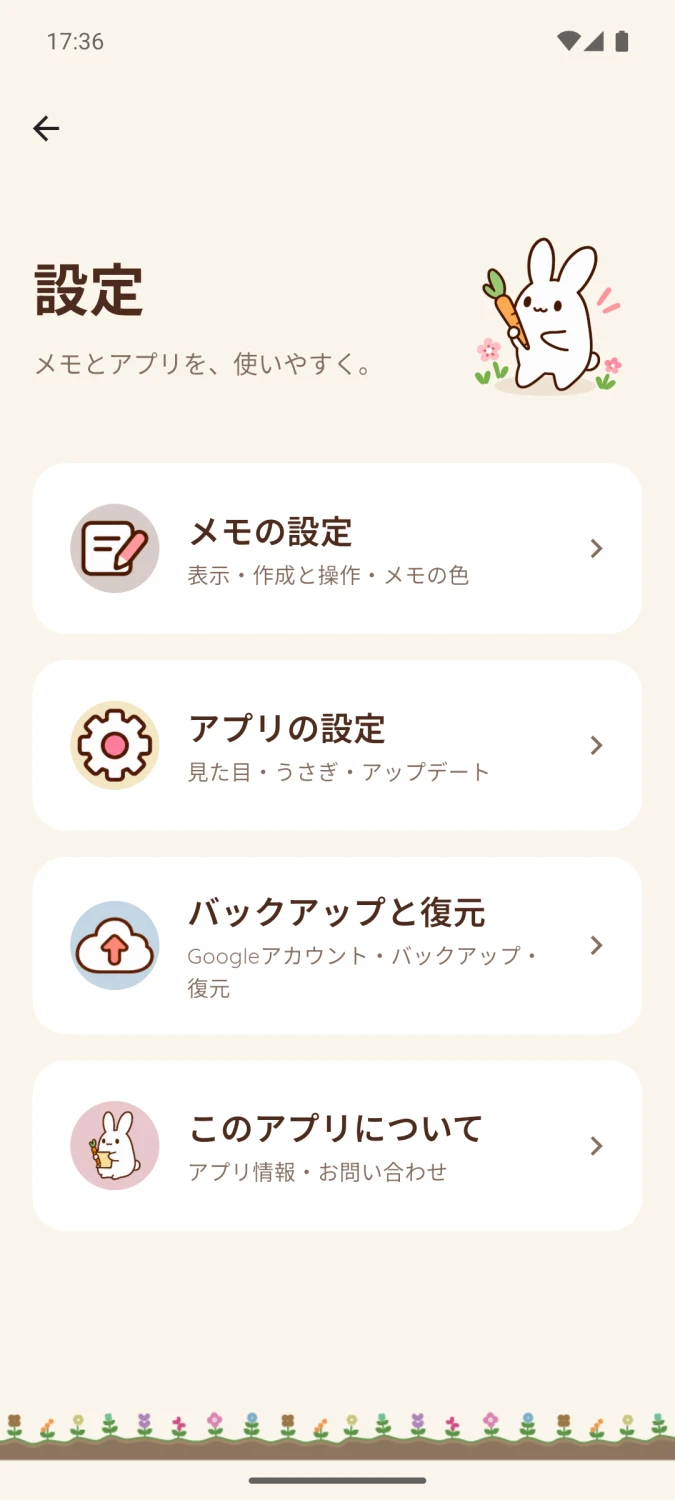 17:36
設定
メモとアプリを、使いやすく。
メモの設定
表示・作成と操作・メモの色
アプリの設定
見た目・うさぎ・アップデート
バックアップと復元
Googleアカウント・バックアップ・
復元
このアプリについて
アプリ情報・お問い合わせ